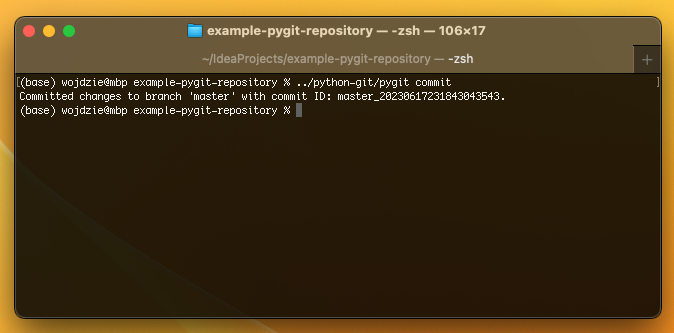 example-pygit-repository — -zsh — 106×17
~/IdeaProjects/example-pygit-repository — -zsh +
[(base) wojdzie@mbp example-pygit-repository % ../python-git/pygit commit ]
Committed changes to branch 'master' with commit ID: master_20230617231843043543.
(base) wojdzie@mbp example-pygit-repository %